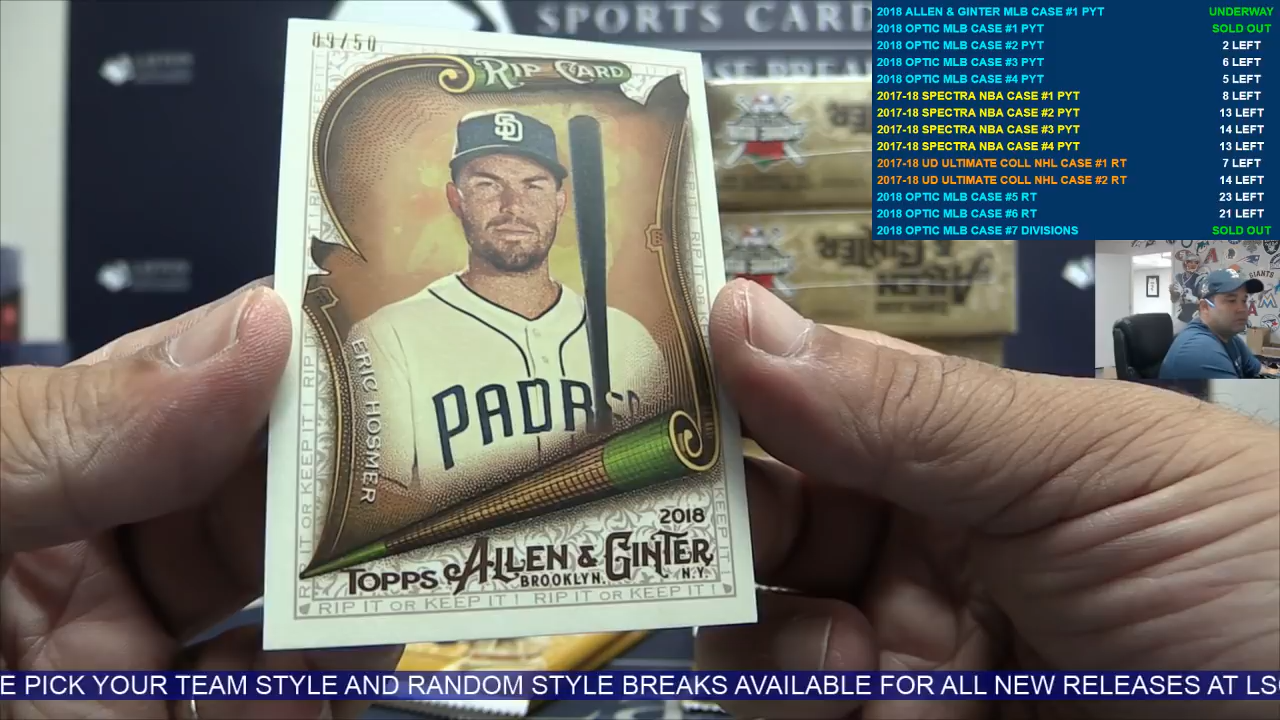 SPORTS CARD
SE BREA
09/50
RIP CARD
SD
PADRES
ERIC HOSMER
2018
TOPPS ALLEN & GINTER
BROOKLYN, N.Y.
RIP IT OR KEEP IT! RIP IT OR KEEP IT!
ALLEN
& GINTER
2018 ALLEN & GINTER MLB CASE #1 PYT UNDERWAY
2018 OPTIC MLB CASE #1 PYT SOLD OUT
2018 OPTIC MLB CASE #2 PYT 2 LEFT
2018 OPTIC MLB CASE #3 PYT 6 LEFT
2018 OPTIC MLB CASE #4 PYT 5 LEFT
2017-18 SPECTRA NBA CASE #1 PYT 8 LEFT
2017-18 SPECTRA NBA CASE #2 PYT 13 LEFT
2017-18 SPECTRA NBA CASE #3 PYT 14 LEFT
2017-18 SPECTRA NBA CASE #4 PYT 13 LEFT
2017-18 UD ULTIMATE COLL NHL CASE #1 RT 7 LEFT
2017-18 UD ULTIMATE COLL NHL CASE #2 RT 14 LEFT
2018 OPTIC MLB CASE #5 RT 23 LEFT
2018 OPTIC MLB CASE #6 RT 21 LEFT
2018 OPTIC MLB CASE #7 DIVISIONS SOLD OUT
GIANTS
E PICK YOUR TEAM STYLE AND RANDOM STYLE BREAKS AVAILABLE FOR ALL NEW RELEASES AT LSC